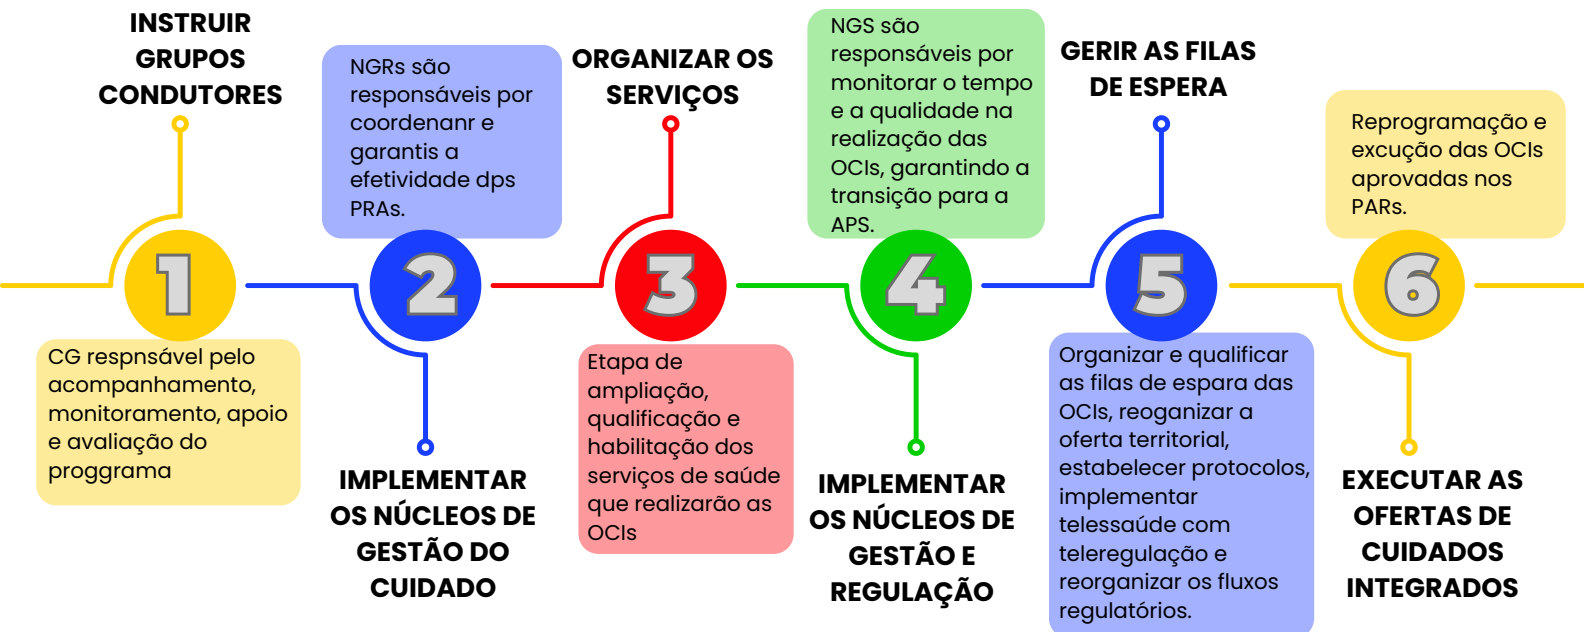 INSTRUIR
GRUPOS
CONDUTORES
1
CG respnsável pelo
acompanhamento,
monitoramento, apoio
e avaliação do
proggrama
NGRs são
responsáveis por
coordenanr e
garantis a
efetividade dps
PRAs.
2
IMPLEMENTAR
OS NÚCLEOS DE
GESTÃO DO
CUIDADO
ORGANIZAR OS
SERVIÇOS
3
Etapa de
ampliação,
qualificação e
habilitação dos
serviços de saúde
que realizarão as
OCIs
NGS são
responsáveis por
monitorar o tempo
e a qualidade na
realização das
OCIs, garantindo a
transição para a
APS.
4
IMPLEMENTAR
OS NÚCLEOS DE
GESTÃO E
REGULAÇÃO
GERIR AS FILAS
DE ESPERA
5
Organizar e qualificar
as filas de espara das
OCIs, reoganizar a
oferta territorial,
estabelecer protocolos,
implementar
telessaúde com
teleregulação e
reorganizar os fluxos
regulatórios.
Reprogramação e
excução das OCIs
aprovadas nos
PARs.
6
EXECUTAR AS
OFERTAS DE
CUIDADOS
INTEGRADOS